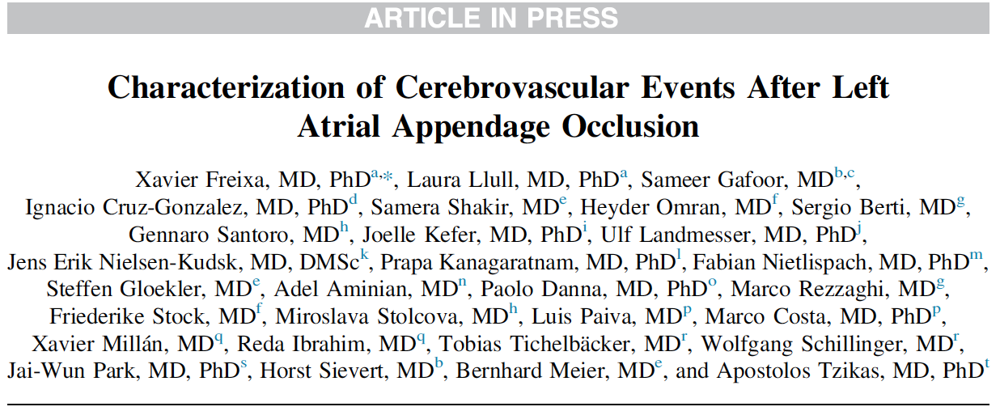 ARTICLE IN PRESS
Characterization of Cerebrovascular Events After Left
Atrial Appendage Occlusion
Xavier Freixa, MD, PhDa,*, Laura Llull, MD, PhDa, Sameer Gafoor, MDb,c,
Ignacio Cruz-Gonzalez, MD, PhDd, Samera Shakir, MDe, Heyder Omran, MDf, Sergio Berti, MDg,
Gennaro Santoro, MDh, Joelle Kefer, MD, PhDi, Ulf Landmesser, MD, PhDj,
Jens Erik Nielsen-Kudsk, MD, DMSck, Prapa Kanagaratnam, MD, PhDl, Fabian Nietlispach, MD, PhDm,
Steffen Gloekler, MDe, Adel Aminian, MDn, Paolo Danna, MD, PhDo, Marco Rezzaghi, MDg,
Friederike Stock, MDf, Miroslava Stolcova, MDh, Luis Paiva, MDp, Marco Costa, MD, PhDp,
Xavier Millán, MDq, Reda Ibrahim, MDq, Tobias Tichelbäcker, MDr, Wolfgang Schillinger, MDr,
Jai-Wun Park, MD, PhDs, Horst Sievert, MDb, Bernhard Meier, MDe, and Apostolos Tzikas, MD, PhDt